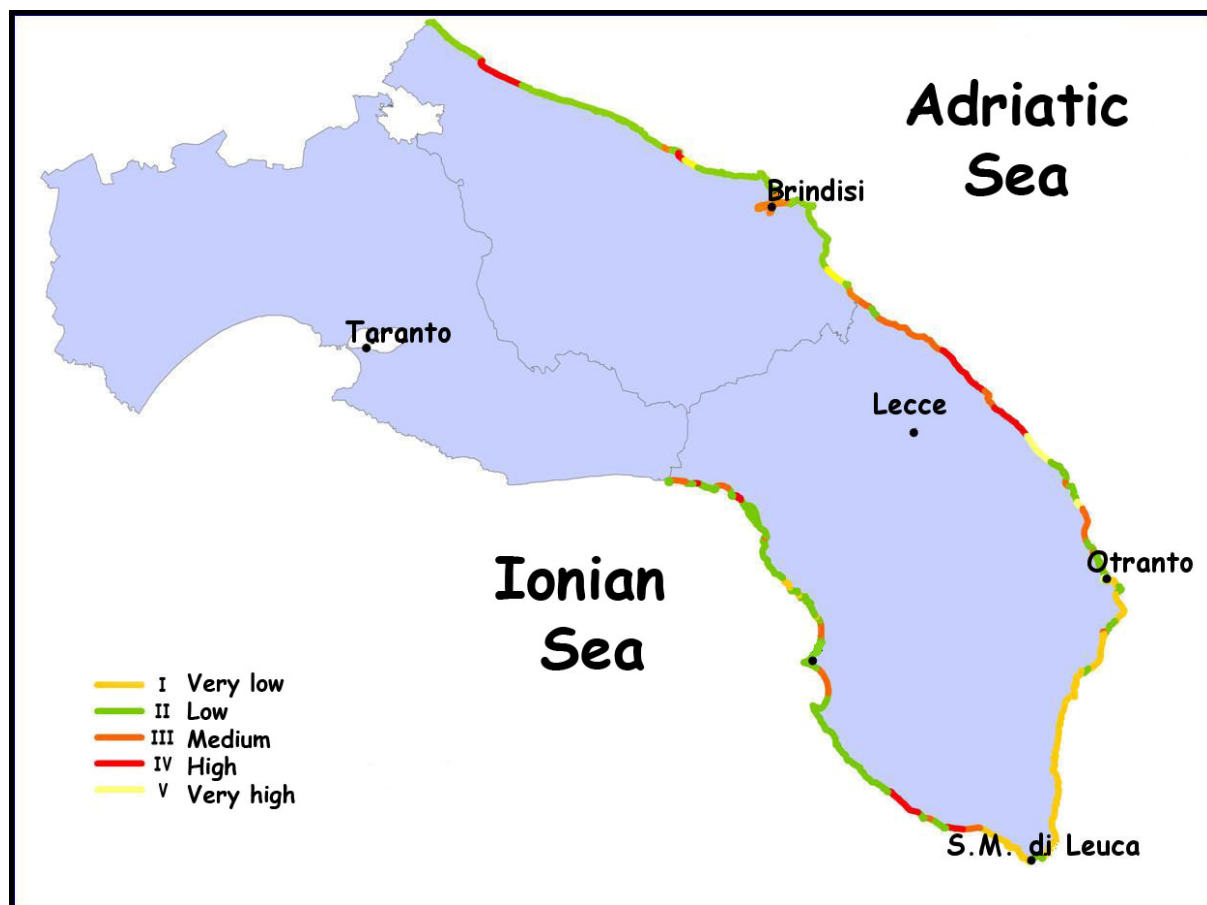 Adriatic
Sea
Brindisi
Taranto
Lecce
Otranto
Ionian
Sea
I Very low
II Low
III Medium
IV High
V Very high
S.M. di Leuca